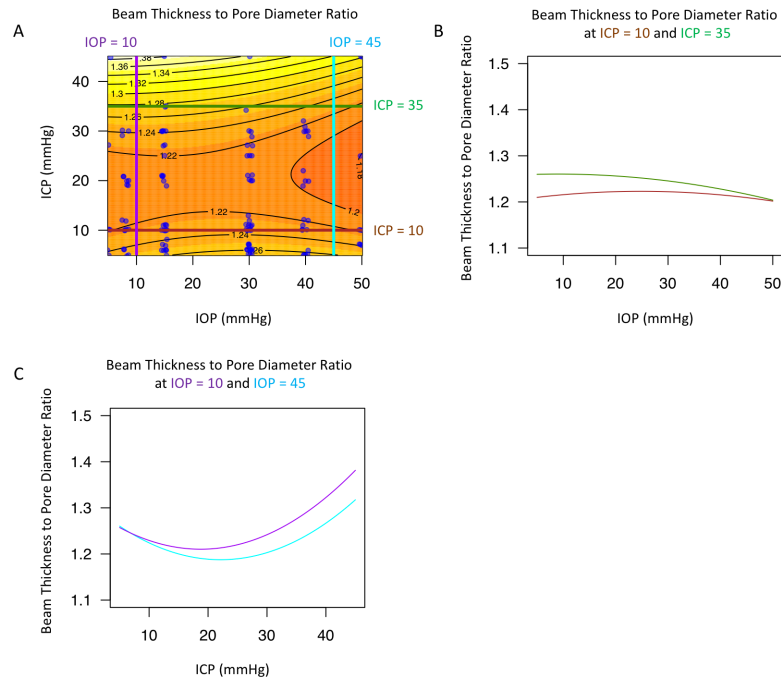 Beam Thickness to Pore Diameter Ratio
A
IOP = 10
IOP = 45
1.38
1.36
1.34
1.32
1.3
1.28
1.26
1.24
1.22
1.18
1.2
1.22
1.24
.26
40
30
20
10
ICP (mmHg)
ICP = 35
ICP = 10
10 20 30 40 50
IOP (mmHg)
B
Beam Thickness to Pore Diameter Ratio
at ICP = 10 and ICP = 35
Beam Thickness to Pore Diameter Ratio
1.5
1.4
1.3
1.2
1.1
10 20 30 40 50
IOP (mmHg)
C
Beam Thickness to Pore Diameter Ratio
at IOP = 10 and IOP = 45
Beam Thickness to Pore Diameter Ratio
1.5
1.4
1.3
1.2
1.1
10 20 30 40
ICP (mmHg)